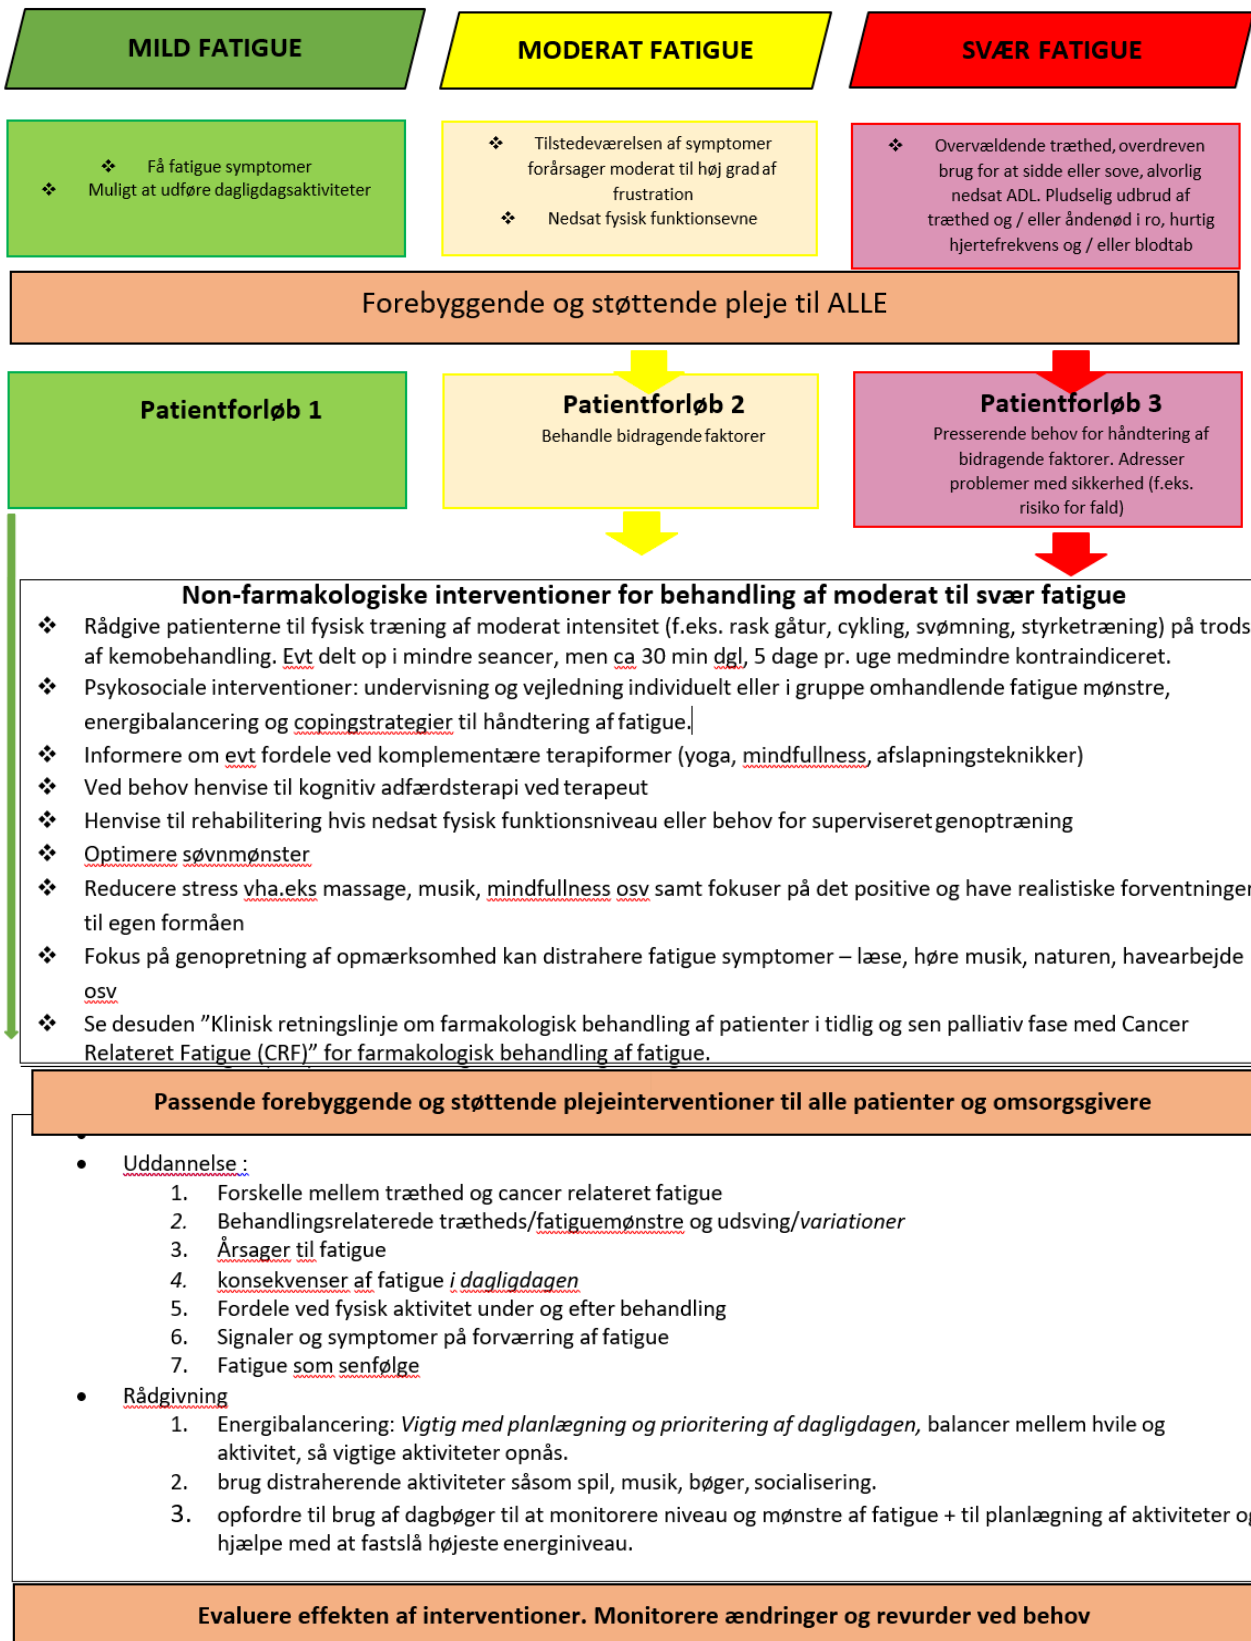 MILD FATIGUE
MODERAT FATIGUE
SVÆR FATIGUE
❖ Få fatigue symptomer
❖ Muligt at udføre dagligdagsaktiviteter
❖ Tilstedeværelsen af symptomer
forårsager moderat til høj grad af
frustration
❖ Nedsat fysisk funktionsevne
❖ Overvældende træthed, overdreven
brug for at sidde eller sove, alvorlig
nedsat ADL. Pludselig udbrud af
træthed og / eller åndenød i ro, hurtig
hjertefrekvens og / eller blodtab
Forebyggende og støttende pleje til ALLE
Patientforløb 1
Patientforløb 2
Behandle bidragende faktorer
Patientforløb 3
Presserende behov for håndtering af
bidragende faktorer. Adresser
problemer med sikkerhed (f.eks.
risiko for fald)
Non-farmakologiske interventioner for behandling af moderat til svær fatigue
❖ Rådgive patienterne til fysisk træning af moderat intensitet (f.eks. rask gåtur, cykling, svømning, styrketræning) på trods
af kemobehandling. Evt delt op i mindre seancer, men ca 30 min dgl, 5 dage pr. uge medmindre kontraindiceret.
❖ Psykosociale interventioner: undervisning og vejledning individuelt eller i gruppe omhandlende fatigue mønstre,
energibalancering og copingstrategier til håndtering af fatigue.
❖ Informere om evt fordele ved komplementære terapiformer (yoga, mindfullness, afslapningsteknikker)
❖ Ved behov henvise til kognitiv adfærdsterapi ved terapeut
❖ Henvise til rehabilitering hvis nedsat fysisk funktionsniveau eller behov for superviseret genoptræning
❖ Optimere søvnmønster
❖ Reducere stress vha.eks massage, musik, mindfullness osv samt fokuser på det positive og have realistiske forventninger
til egen formåen
❖ Fokus på genopretning af opmærksomhed kan distrahere fatigue symptomer – læse, høre musik, naturen, havearbejde
osv
❖ Se desuden ”Klinisk retningslinje om farmakologisk behandling af patienter i tidlig og sen palliativ fase med Cancer
Relateret Fatigue (CRF)” for farmakologisk behandling af fatigue.
Passende forebyggende og støttende plejeinterventioner til alle patienter og omsorgsgivere
• Uddannelse :
1. Forskelle mellem træthed og cancer relateret fatigue
2. Behandlingsrelaterede trætheds/fatiguemønstre og udsving/variationer
3. Årsager til fatigue
4. konsekvenser af fatigue i dagligdagen
5. Fordele ved fysisk aktivitet under og efter behandling
6. Signaler og symptomer på forværring af fatigue
7. Fatigue som senfølge
• Rådgivning
1. Energibalancering: Vigtig med planlægning og prioritering af dagligdagen, balancer mellem hvile og
aktivitet, så vigtige aktiviteter opnås.
2. brug distraherende aktiviteter såsom spil, musik, bøger, socialisering.
3. opfordre til brug af dagbøger til at monitorere niveau og mønstre af fatigue + til planlægning af aktiviteter og
hjælpe med at fastslå højeste energiniveau.
Evaluere effekten af interventioner. Monitorere ændringer og revurder ved behov